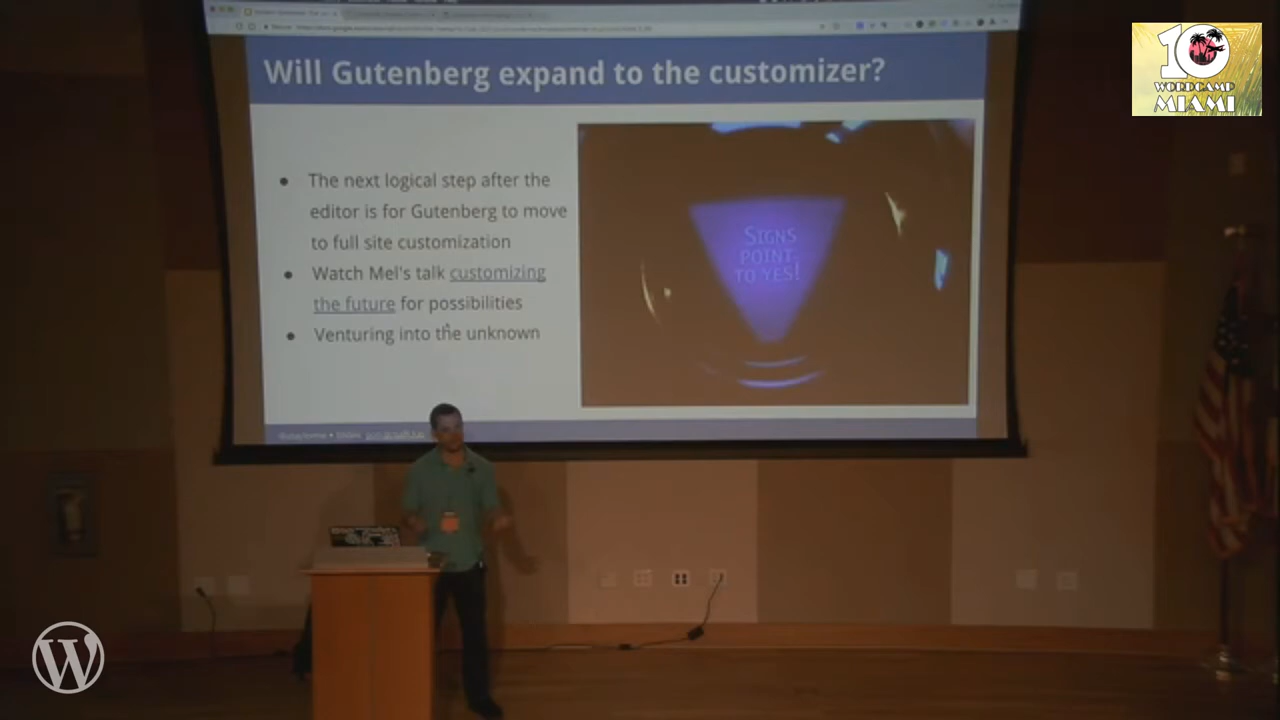 Will Gutenberg expand to the customizer?
10
WORDCAMP
MIAMI
● The next logical step after the
editor is for Gutenberg to move
to full site customization
● Watch Mel's talk customizing
the future for possibilities
● Venturing into the unknown
SIGNS
POINT
TO YES!
W